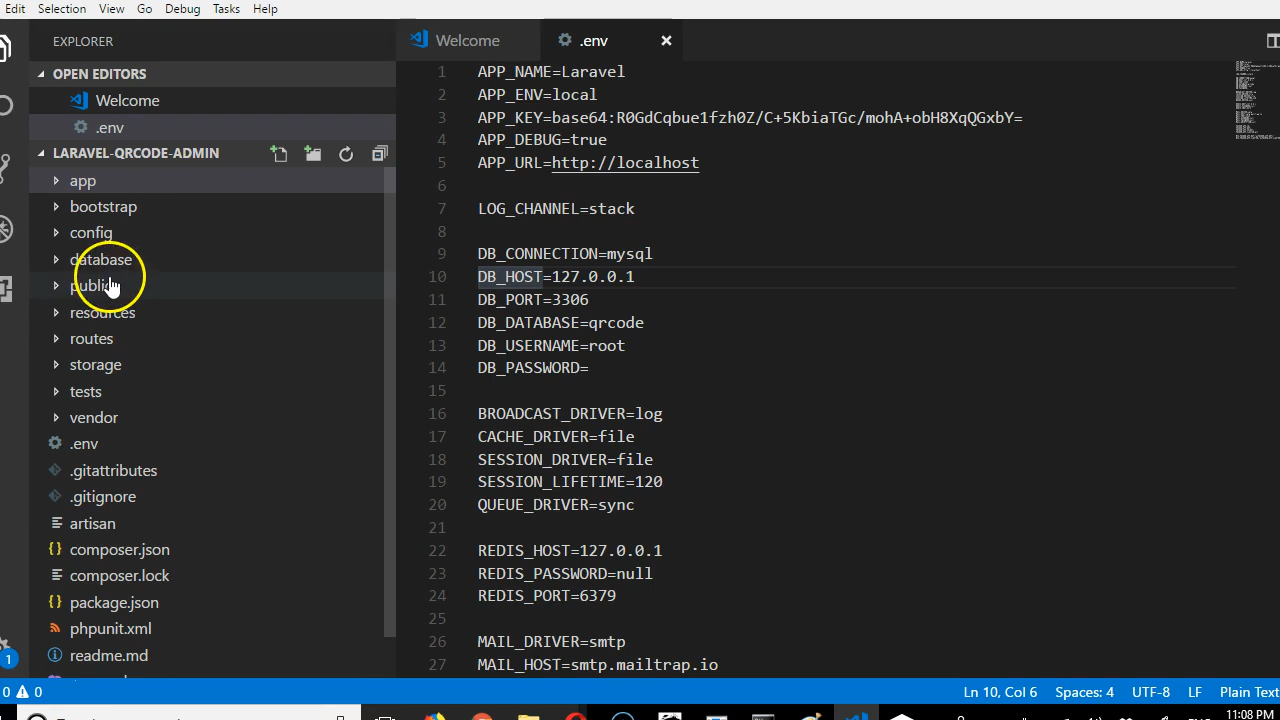 Edit Selection View Go Debug Tasks Help
EXPLORER
OPEN EDITORS
Welcome
.env
LARAVEL-QRCODE-ADMIN
app
bootstrap
config
database
public
resources
routes
storage
tests
vendor
.env
.gitattributes
.gitignore
artisan
composer.json
composer.lock
package.json
phpunit.xml
readme.md
1
Welcome
.env
1 APP_NAME=Laravel
2 APP_ENV=local
3 APP_KEY=base64:R0GdCqbue1fzh0Z/C+5KbiaTGc/mohA+obH8XqQGxbY=
4 APP_DEBUG=true
5 APP_URL=http://localhost
6
7 LOG_CHANNEL=stack
8
9 DB_CONNECTION=mysql
10 DB_HOST=127.0.0.1
11 DB_PORT=3306
12 DB_DATABASE=qrcode
13 DB_USERNAME=root
14 DB_PASSWORD=
15
16 BROADCAST_DRIVER=log
17 CACHE_DRIVER=file
18 SESSION_DRIVER=file
19 SESSION_LIFETIME=120
20 QUEUE_DRIVER=sync
21
22 REDIS_HOST=127.0.0.1
23 REDIS_PASSWORD=null
24 REDIS_PORT=6379
25
26 MAIL_DRIVER=smtp
27 MAIL_HOST=smtp.mailtrap.io
0 0 Ln 10, Col 6 Spaces: 4 UTF-8 LF Plain Text
11:08 PM